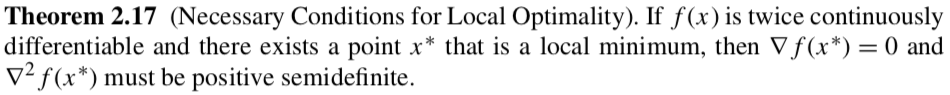 Theorem 2.17 (Necessary Conditions for Local Optimality). If f(x) is twice continuously
differentiable and there exists a point x* that is a local minimum, then ∇f(x*) = 0 and
∇²f(x*) must be positive semidefinite.